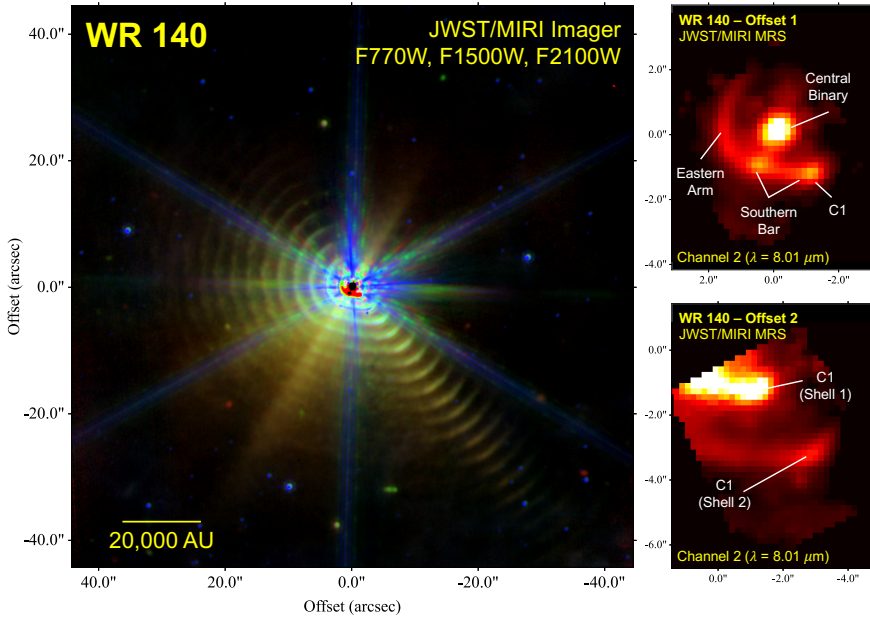 WR 140
JWST/MIRI Imager
F770W, F1500W, F2100W
40.0"
20.0"
0.0"
-20.0"
-40.0"
Offset (arcsec)
20,000 AU
40.0"
20.0"
0.0"
-20.0"
-40.0"
Offset (arcsec)
WR 140 – Offset 1
JWST/MIRI MRS
2.0"
0.0"
-2.0"
-4.0"
Central
Binary
Eastern
Arm
Southern
Bar
C1
Channel 2 (λ = 8.01 μm)
2.0"
0.0"
-2.0"
WR 140 – Offset 2
JWST/MIRI MRS
0.0"
-2.0"
-4.0"
-6.0"
C1
(Shell 1)
C1
(Shell 2)
Channel 2 (λ = 8.01 μm)
0.0"
-2.0"
-4.0"